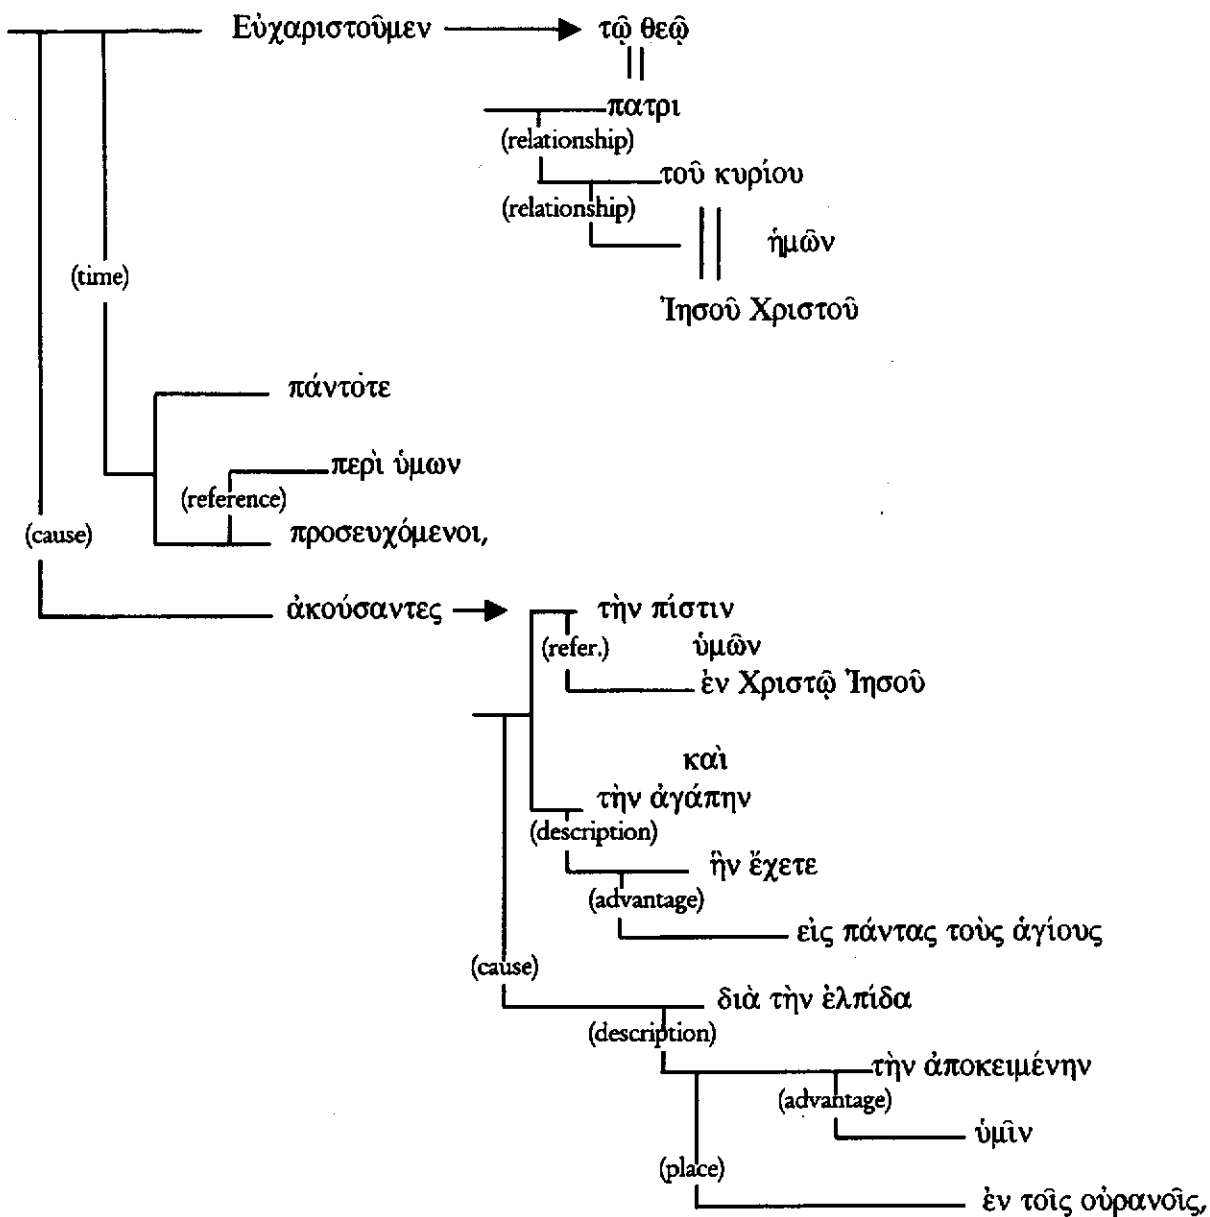 Εὐχαριστοῦμεν τῷ θεῷ
πατρι
(relationship)
τοῦ κυρίου
(relationship)
ἡμῶν
(time)
Ἰησοῦ Χριστοῦ
πάντοτε
περὶ ὑμων
(reference)
(cause)
προσευχόμενοι,
ἀκούσαντες τὴν πίστιν
(refer.) ὑμῶν
ἐν Χριστῷ Ἰησοῦ
καὶ
τὴν ἀγάπην
(description)
ἣν ἔχετε
(advantage)
εἰς πάντας τοὺς ἁγίους
(cause)
διὰ τὴν ἐλπίδα
(description)
τὴν ἀποκειμένην
(advantage)
ὑμῖν
(place)
ἐν τοῖς οὐρανοῖς,